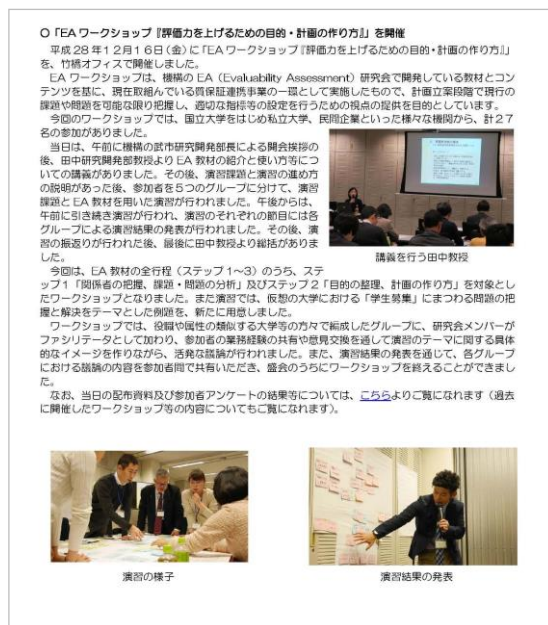 ○「EAワークショップ『評価力を上げるための目的・計画の作り方』」を開催
平成28年12月16日（金）に「EAワークショップ『評価力を上げるための目的・計画の作り方』」
を、竹橋オフィスで開催しました。
EAワークショップは、機構のEA（Evaluability Assessment）研究会で開発している教材とコン
テンツを基に、現在取組んでいる質保証連携事業の一環として実施したもので、計画立案段階で現行の
課題や問題を可能な限り把握し、適切な指標等の設定を行うための視点の提供を目的としています。
今回のワークショップでは、国立大学をはじめ私立大学、民間企業といった様々な機関から、計27
名の参加がありました。
当日は、午前に機構の武市研究開発部長による開会挨拶の
後、田中研究開発部教授よりEA教材の紹介と使い方等につ
いての講義がありました。その後、演習課題と演習の進め方
の説明があった後、参加者を5つのグループに分けて、演習
課題とEA教材を用いた演習が行われました。午後からは、
午前に引き続き演習が行われ、演習のそれぞれの節目には各
グループによる演習結果の発表が行われました。その後、演
習の振返りが行われた後、最後に田中教授より総括がありま
した。
講義を行う田中教授
今回は、EA教材の全行程（ステップ1～3）のうち、ステ
ップ1「関係者の把握、課題・問題の分析」及びステップ2「目的の整理、計画の作り方」を対象とし
たワークショップとなりました。また演習では、仮想の大学における「学生募集」にまつわる問題の把
握と解決をテーマとした例題を、新たに用意しました。
ワークショップでは、役職や属性の類似する大学等の方々で編成したグループに、研究会メンバーが
ファシリテータとして加わり、参加者の業務経験の共有や意見交換を通して演習のテーマに関する具体
的なイメージを作りながら、活発な議論が行われました。また、演習結果の発表を通じて、各グループ
における議論の内容を参加者同で共有いただき、盛会のうちにワークショップを終えることができまし
た。
なお、当日の配布資料及び参加者アンケートの結果等については、こちらよりご覧になれます（過去
に開催したワークショップ等の内容についてもご覧になれます）。
演習の様子
演習結果の発表